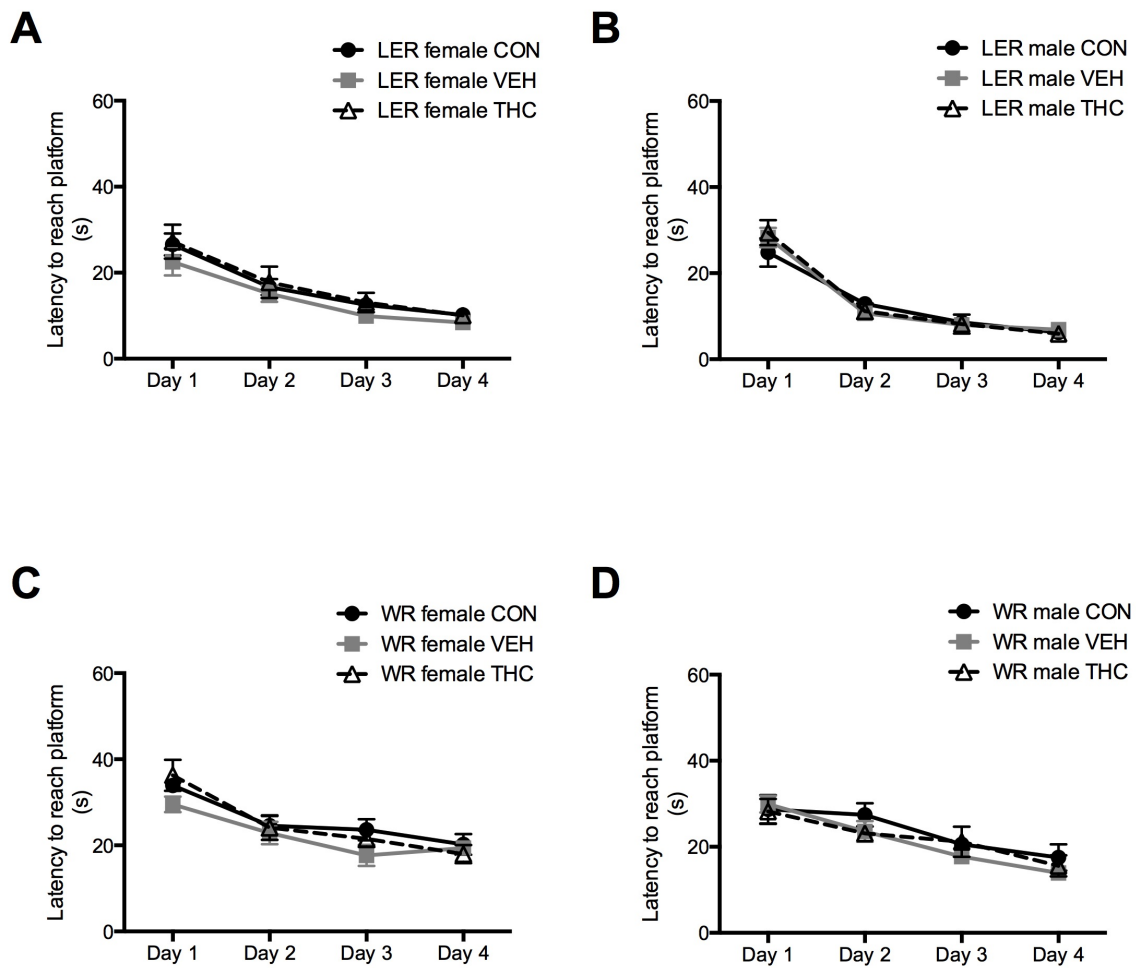 A
LER female CON
LER female VEH
LER female THC
Latency to reach platform
(s)
60
40
20
0
Day 1 Day 2 Day 3 Day 4
B
LER male CON
LER male VEH
LER male THC
Latency to reach platform
(s)
60
40
20
0
Day 1 Day 2 Day 3 Day 4
C
WR female CON
WR female VEH
WR female THC
Latency to reach platform
(s)
60
40
20
0
Day 1 Day 2 Day 3 Day 4
D
WR male CON
WR male VEH
WR male THC
Latency to reach platform
(s)
60
40
20
0
Day 1 Day 2 Day 3 Day 4